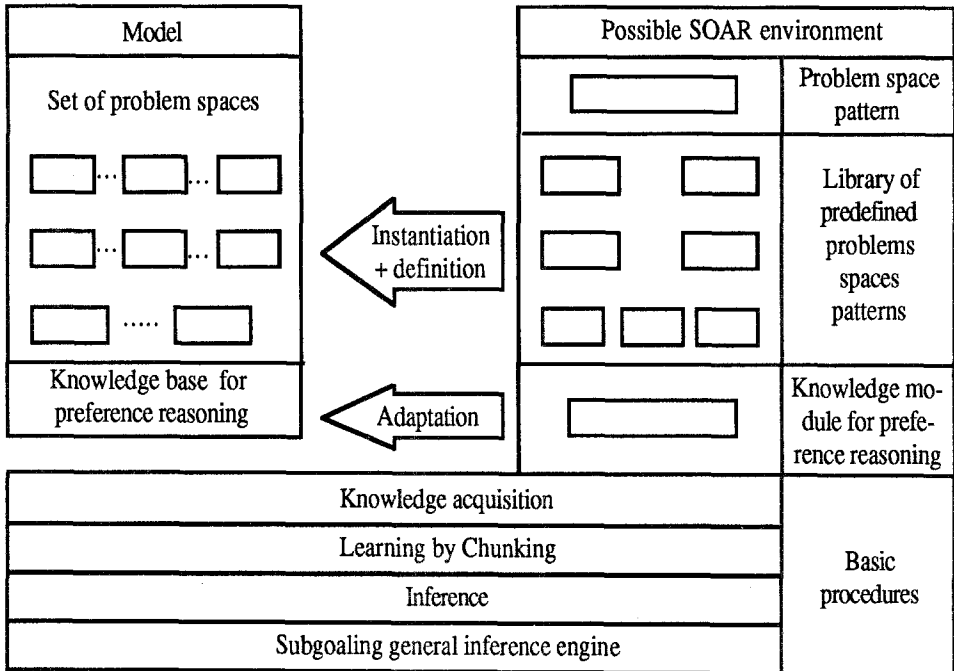 Model
Set of problem spaces
... ...
... ...
.....
Knowledge base for
preference reasoning
Instantiation
+ definition
Adaptation
Possible SOAR environment
Problem space
pattern
Library of
predefined
problems
spaces
patterns
Knowledge mo-
dule for prefe-
rence reasoning
Knowledge acquisition
Learning by Chunking
Inference
Subgoaling general inference engine
Basic
procedures